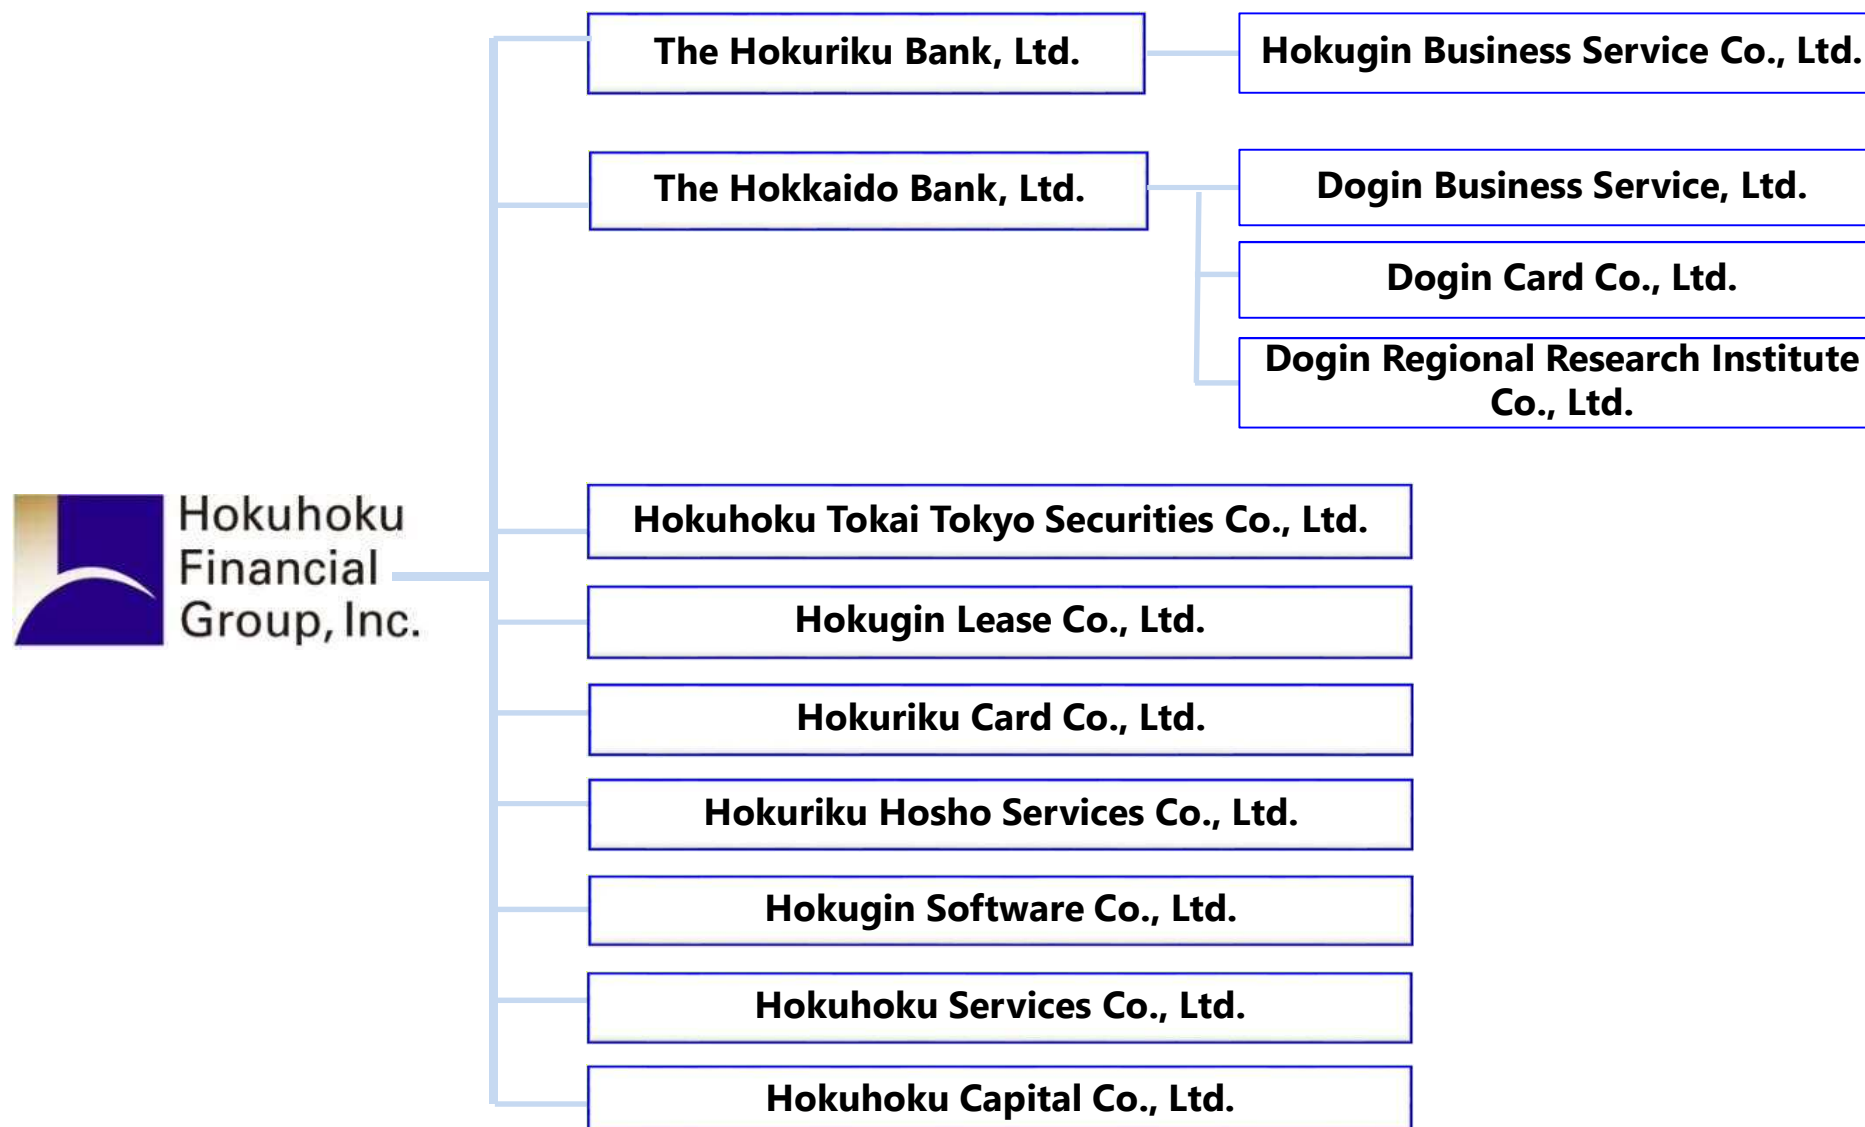 The Hokuriku Bank, Ltd.
Hokugin Business Service Co., Ltd.
The Hokkaido Bank, Ltd.
Dogin Business Service, Ltd.
Dogin Card Co., Ltd.
Dogin Regional Research Institute
Co., Ltd.
Hokuhoku
Financial
Group, Inc.
Hokuhoku Tokai Tokyo Securities Co., Ltd.
Hokugin Lease Co., Ltd.
Hokuriku Card Co., Ltd.
Hokuriku Hosho Services Co., Ltd.
Hokugin Software Co., Ltd.
Hokuhoku Services Co., Ltd.
Hokuhoku Capital Co., Ltd.